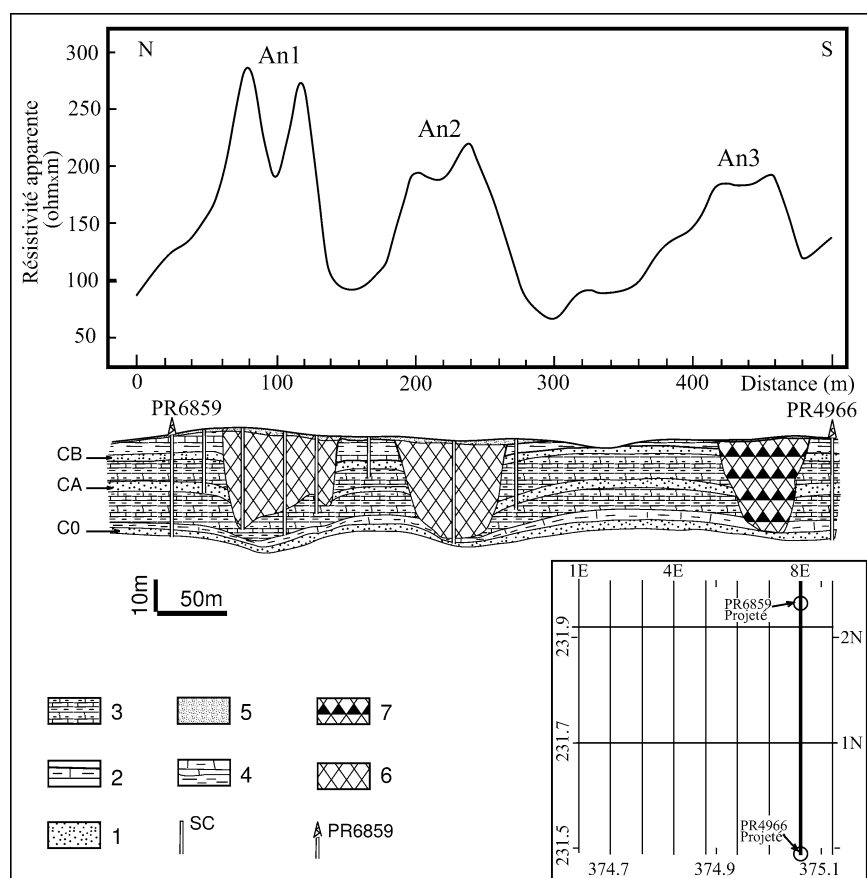 300
250
200
150
100
50
Résistivité apparente
(ohmxm)
N
An1
An2
An3
S
0
100
200
300
400
Distance (m)
PR6859
PR4966
CB
CA
C0
10m
50m
3
5
7
2
4
6
1
SC
PR6859
1E
4E
8E
PR6859
Projeté
231.9
2N
231.7
1N
PR4966
Projeté
231.5
374.7
374.9
375.1